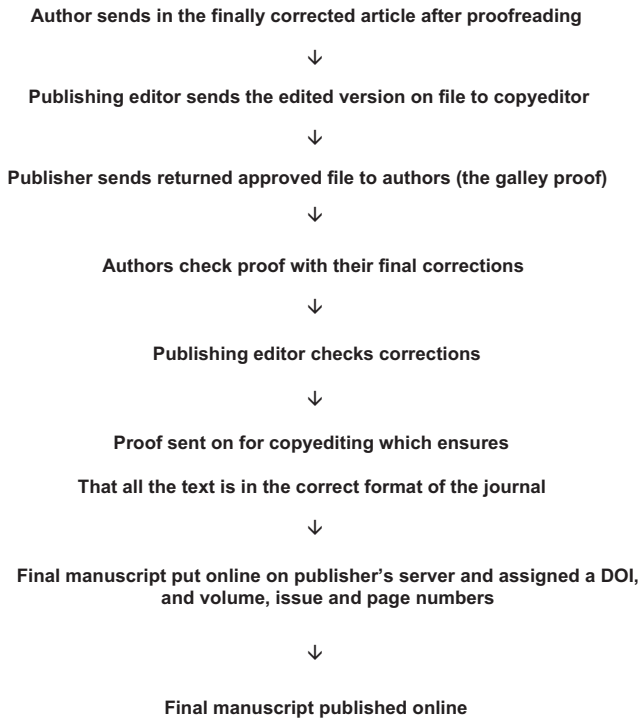 Author sends in the finally corrected article after proofreading
↓
Publishing editor sends the edited version on file to copyeditor
↓
Publisher sends returned approved file to authors (the galley proof)
↓
Authors check proof with their final corrections
↓
Publishing editor checks corrections
↓
Proof sent on for copyediting which ensures
That all the text is in the correct format of the journal
↓
Final manuscript put online on publisher's server and assigned a DOI,
and volume, issue and page numbers
↓
Final manuscript published online